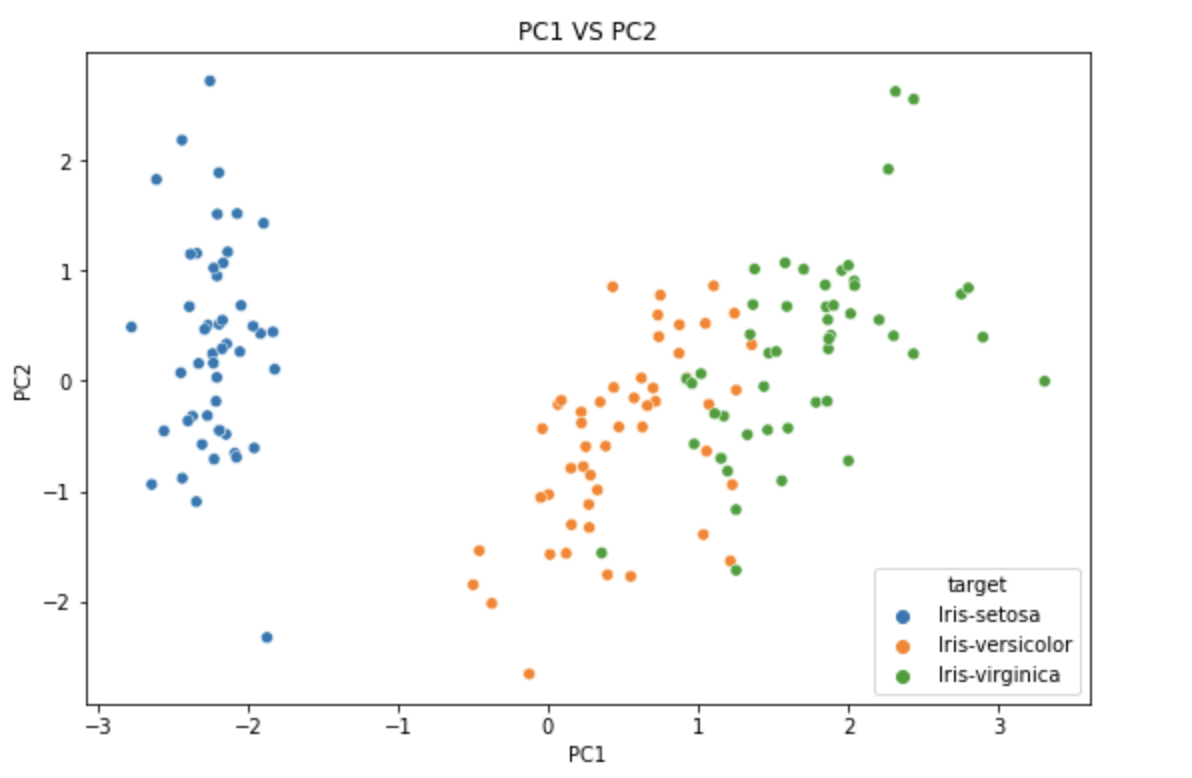 PC1 VS PC2
PC2
2
1
0
−1
−2
−3
−2
−1
0
1
2
3
PC1
target
Iris-setosa
Iris-versicolor
Iris-virginica